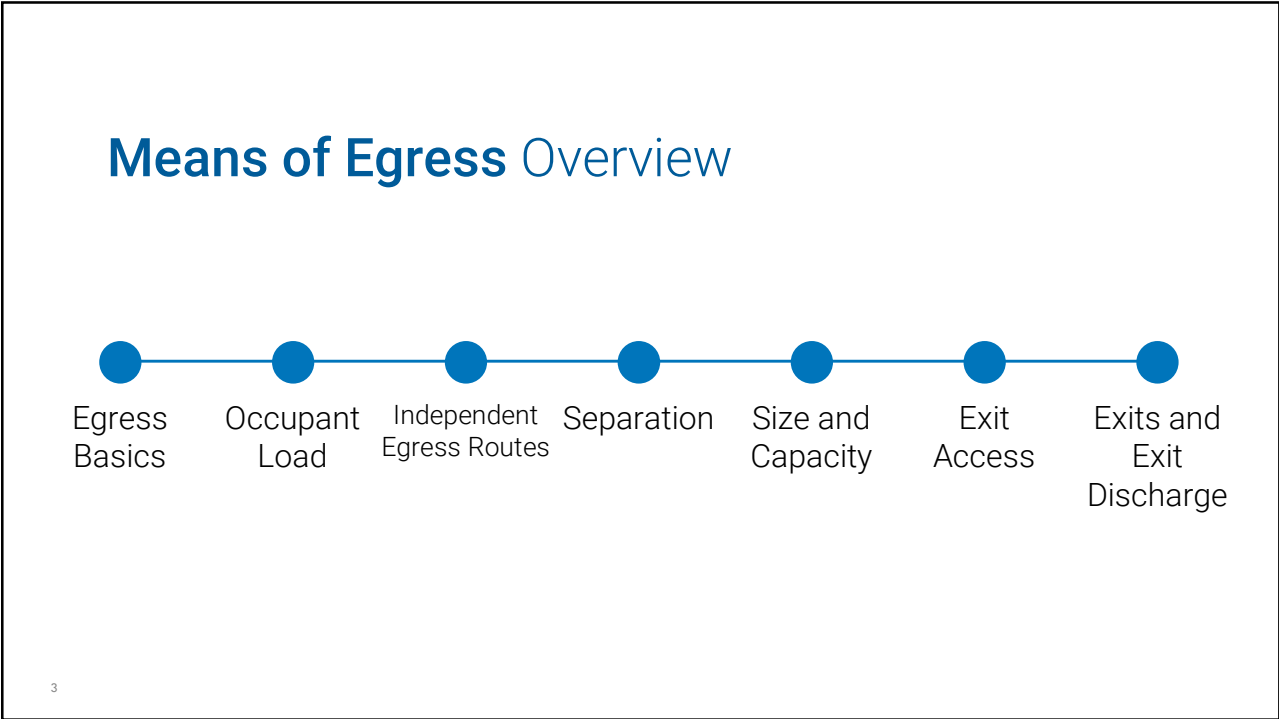 Means of Egress Overview
Egress
Basics
Occupant
Load
Independent
Egress Routes
Separation
Size and
Capacity
Exit
Access
Exits and
Exit
Discharge
3